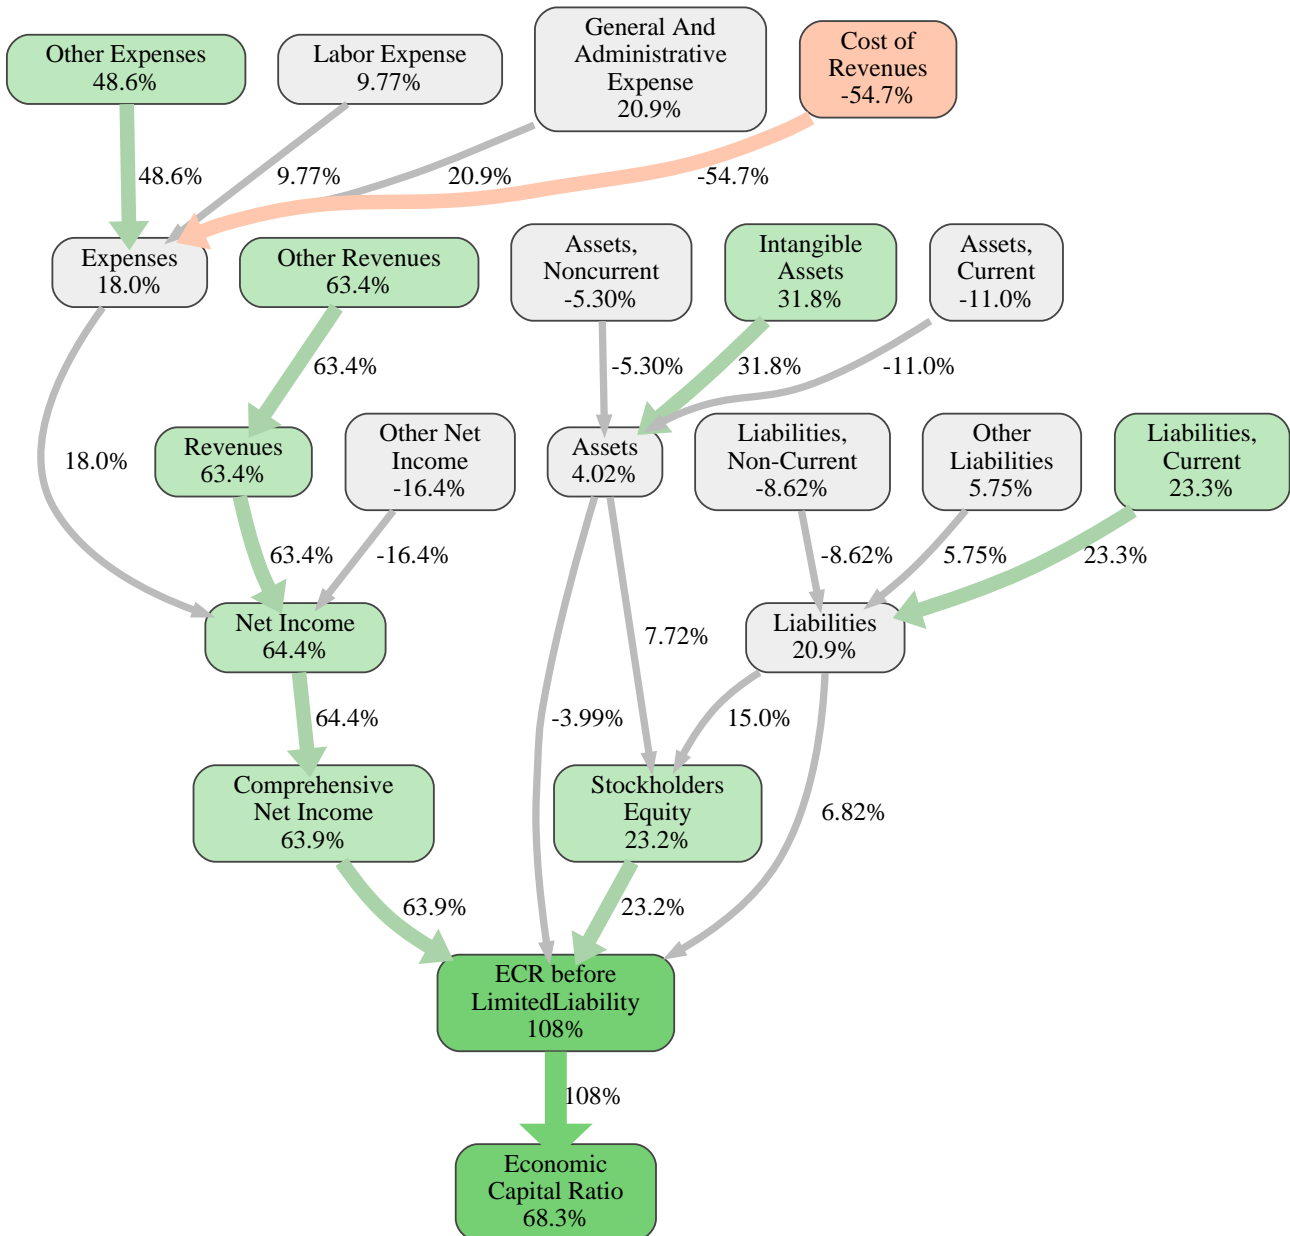 Other Expenses
48.6%
Labor Expense
9.77%
General And
Administrative
Expense
20.9%
Cost of
Revenues
-54.7%
48.6%
9.77%
20.9%
-54.7%
Expenses
18.0%
Other Revenues
63.4%
Assets,
Noncurrent
-5.30%
Intangible
Assets
31.8%
Assets,
Current
-11.0%
63.4%
-5.30%
31.8%
-11.0%
18.0%
Revenues
63.4%
Other Net
Income
-16.4%
Assets
4.02%
Liabilities,
Non-Current
-8.62%
Other
Liabilities
5.75%
Liabilities,
Current
23.3%
63.4%
-16.4%
-8.62%
5.75%
23.3%
Net Income
64.4%
7.72%
Liabilities
20.9%
64.4%
-3.99%
15.0%
Comprehensive
Net Income
63.9%
Stockholders
Equity
23.2%
6.82%
63.9%
23.2%
ECR before
LimitedLiability
108%
108%
Economic
Capital Ratio
68.3%